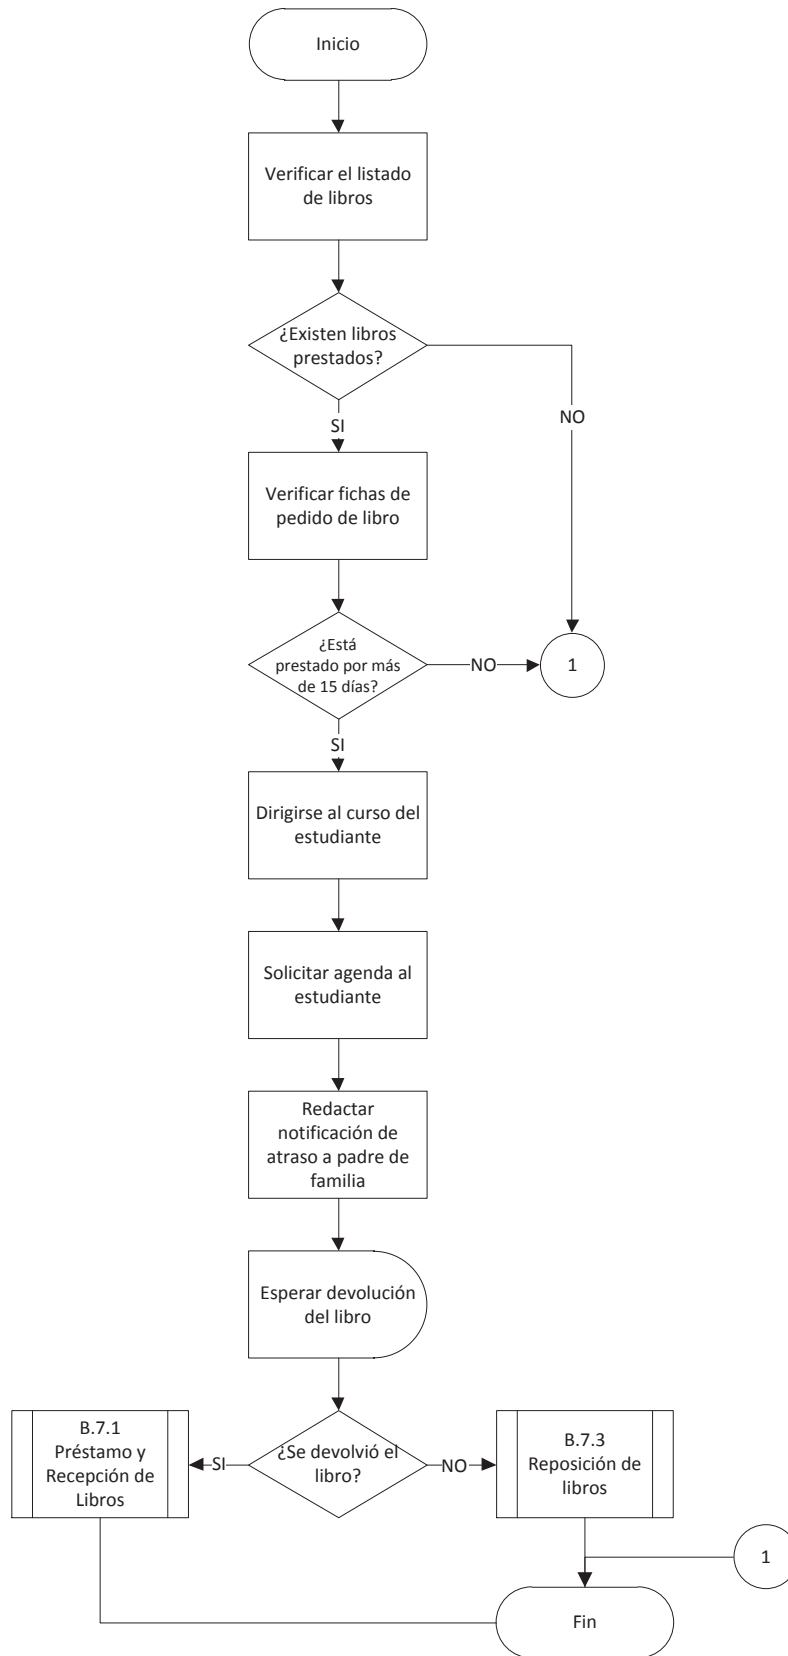 Inicio
Verificar el listado
de libros
¿Existen libros
prestados?
NO
SI
Verificar fichas de
pedido de libro
¿Está
prestado por más
de 15 días?
NO
1
SI
Dirigirse al curso del
estudiante
Solicitar agenda al
estudiante
Redactar
notificación de
atraso a padre de
familia
Esperar devolución
del libro
B.7.1
Préstamo y
Recepción de
Libros
SI
¿Se devolvió el
libro?
NO
B.7.3
Reposición de
libros
1
Fin